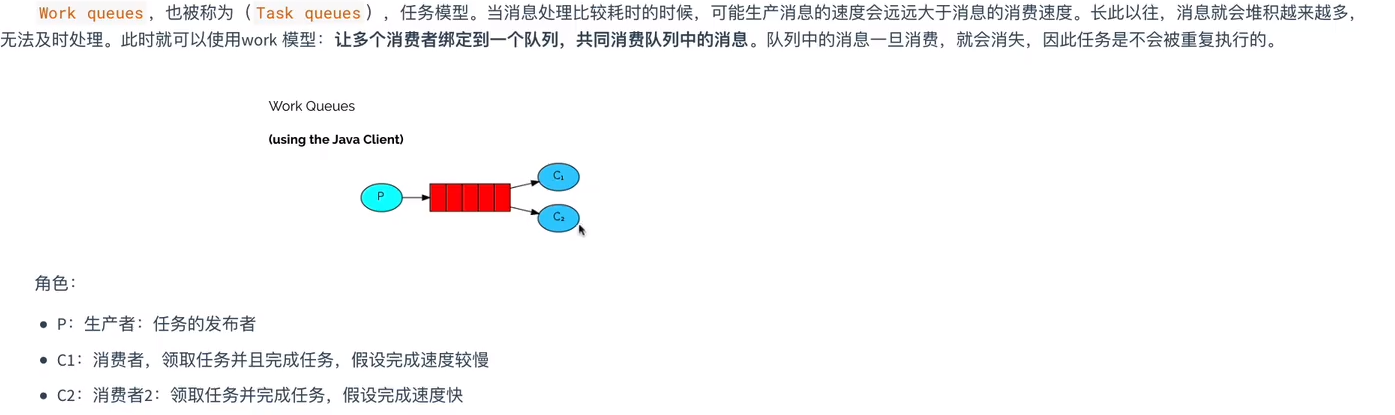 Work queues，也被称为（Task queues），任务模型。当消息处理比较耗时的时候，可能生产消息的速度会远远大于消息的消费速度。长此以往，消息就会堆积越来越多，
无法及时处理。此时就可以使用work 模型：让多个消费者绑定到一个队列，共同消费队列中的消息。队列中的消息一旦消费，就会消失，因此任务是不会被重复执行的。
Work Queues
(using the Java Client)
P
C₁
C₂
角色：
P：生产者：任务的发布者
C1：消费者，领取任务并且完成任务，假设完成速度较慢
C2：消费者2：领取任务并完成任务，假设完成速度快